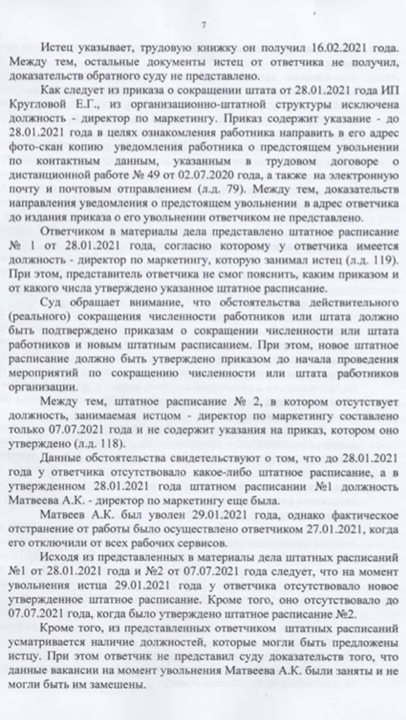 7
Истец указывает, трудовую книжку он получил 16.02.2021 года.
Между тем, остальные документы истец от ответчика не получил,
доказательств обратного суду не представлено.
Как следует из приказа о сокращении штата от 28.01.2021 года ИП
Кругловой Е.Г., из организационно-штатной структуры исключена
должность - директор по маркетингу. Приказ содержит указание - до
28.01.2021 года в целях ознакомления работника направить в его адрес
фото-скан копию уведомления работника о предстоящем увольнении
по контактным данным, указанным в трудовом договоре о
дистанционной работе № 49 от 02.07.2020 года, а также на электронную
почту и почтовым отправлением (л.д. 79). Между тем, доказательств
направления уведомления о предстоящем увольнении в адрес ответчика
до издания приказа о его увольнении ответчиком не представлено.
Ответчиком в материалы дела представлено штатное расписание
№ 1 от 28.01.2021 года, согласно которому у ответчика имеется
должность - директор по маркетингу, которую занимал истец (л.д. 119).
При этом, представитель ответчика не смог пояснить, каким приказом и
от какого числа утверждено указанное штатное расписание.
Суд обращает внимание, что обстоятельства действительного
(реального) сокращения численности работников или штата должно
быть подтверждено приказам о сокращении численности или штата
работников и новым штатным расписанием. При этом, новое штатное
расписание должно быть утверждено приказом до начала проведения
мероприятий по сокращению численности или штата работников
организации.
Между тем, штатное расписание № 2, в котором отсутствует
должность, занимаемая истцом - директор по маркетингу составлено
только 07.07.2021 года и не содержит указания на приказ, котором оно
утверждено (л.д. 118).
Данные обстоятельства свидетельствуют о том, что до 28.01.2021
года у ответчика отсутствовало какое-либо штатное расписание, а в
утвержденном 28.01.2021 года штатном расписании №1 должность
Матвеева А.К. - директор по маркетингу еще была.
Матвеев А.К. был уволен 29.01.2021 года, однако фактическое
отстранение от работы было осуществлено ответчиком 27.01.2021, когда
его отключили от всех рабочих сервисов.
Исходя из представленных в материалы дела штатных расписаний
№1 от 28.01.2021 года и №2 от 07.07.2021 года следует, что на момент
увольнения истца 29.01.2021 года у ответчика отсутствовало новое
утвержденное штатное расписание. Кроме того, оно отсутствовало до
07.07.2021 года, когда было утверждено штатное расписание №2.
Кроме того, из представленных ответчиком штатных расписаний
усматривается наличие должностей, которые могли быть предложены
истцу. При этом ответчик не представил суду доказательств того, что
данные вакансии на момент увольнения Матвеева А.К. были заняты и не
могли быть им замещены.